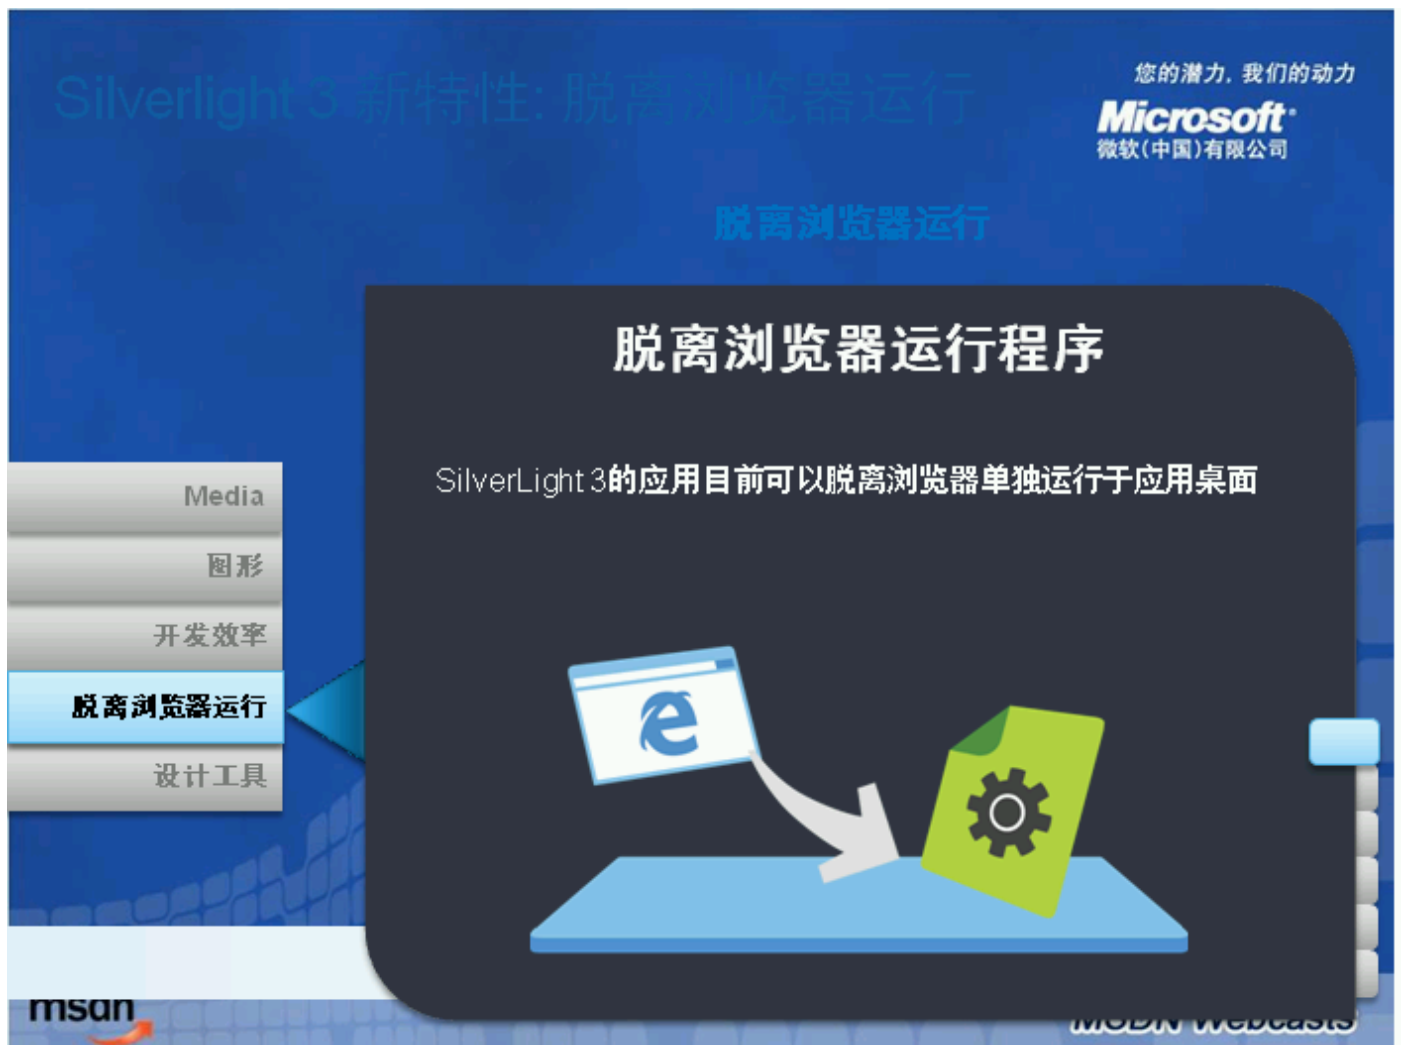 Silverlight 3 新特性: 脱离浏览器运行
您的潜力, 我们的动力
Microsoft
微软(中国)有限公司
脱离浏览器运行
脱离浏览器运行程序
SilverLight 3的应用目前可以脱离浏览器单独运行于应用桌面
Media
图形
开发效率
脱离浏览器运行
设计工具
msdn
MSDN Webcasts